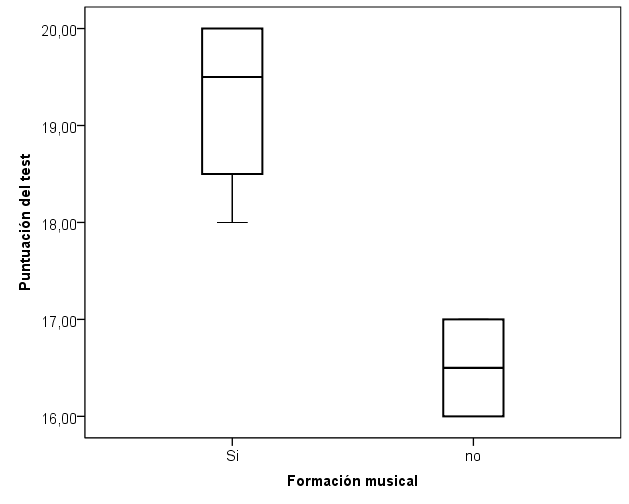 20,00
19,00
18,00
17,00
16,00
Puntuación del test
Si
no
Formación musical